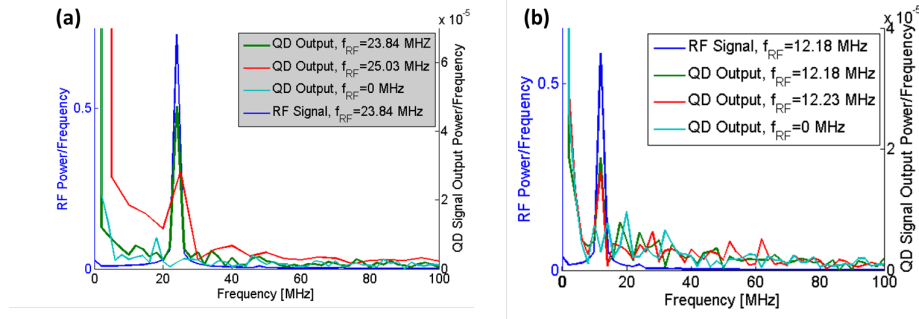 (a)
x 10⁻⁵
QD Output, f_RF=23.84 MHZ
QD Output, f_RF=25.03 MHz
QD Output, f_RF=0 MHz
RF Signal, f_RF=23.84 MHz
RF Power/Frequency
0.5
0
6
4
2
0
QD Signal Output Power/Frequency
0 20 40 60 80 100
Frequency [MHz]
(b)
x 10⁻⁵
RF Signal, f_RF=12.18 MHz
QD Output, f_RF=12.18 MHz
QD Output, f_RF=12.23 MHz
QD Output, f_RF=0 MHz
RF Power/Frequency
0.5
0
4
2
0
QD Signal Output Power/Frequency
0 20 40 60 80 100
Frequency [MHz]